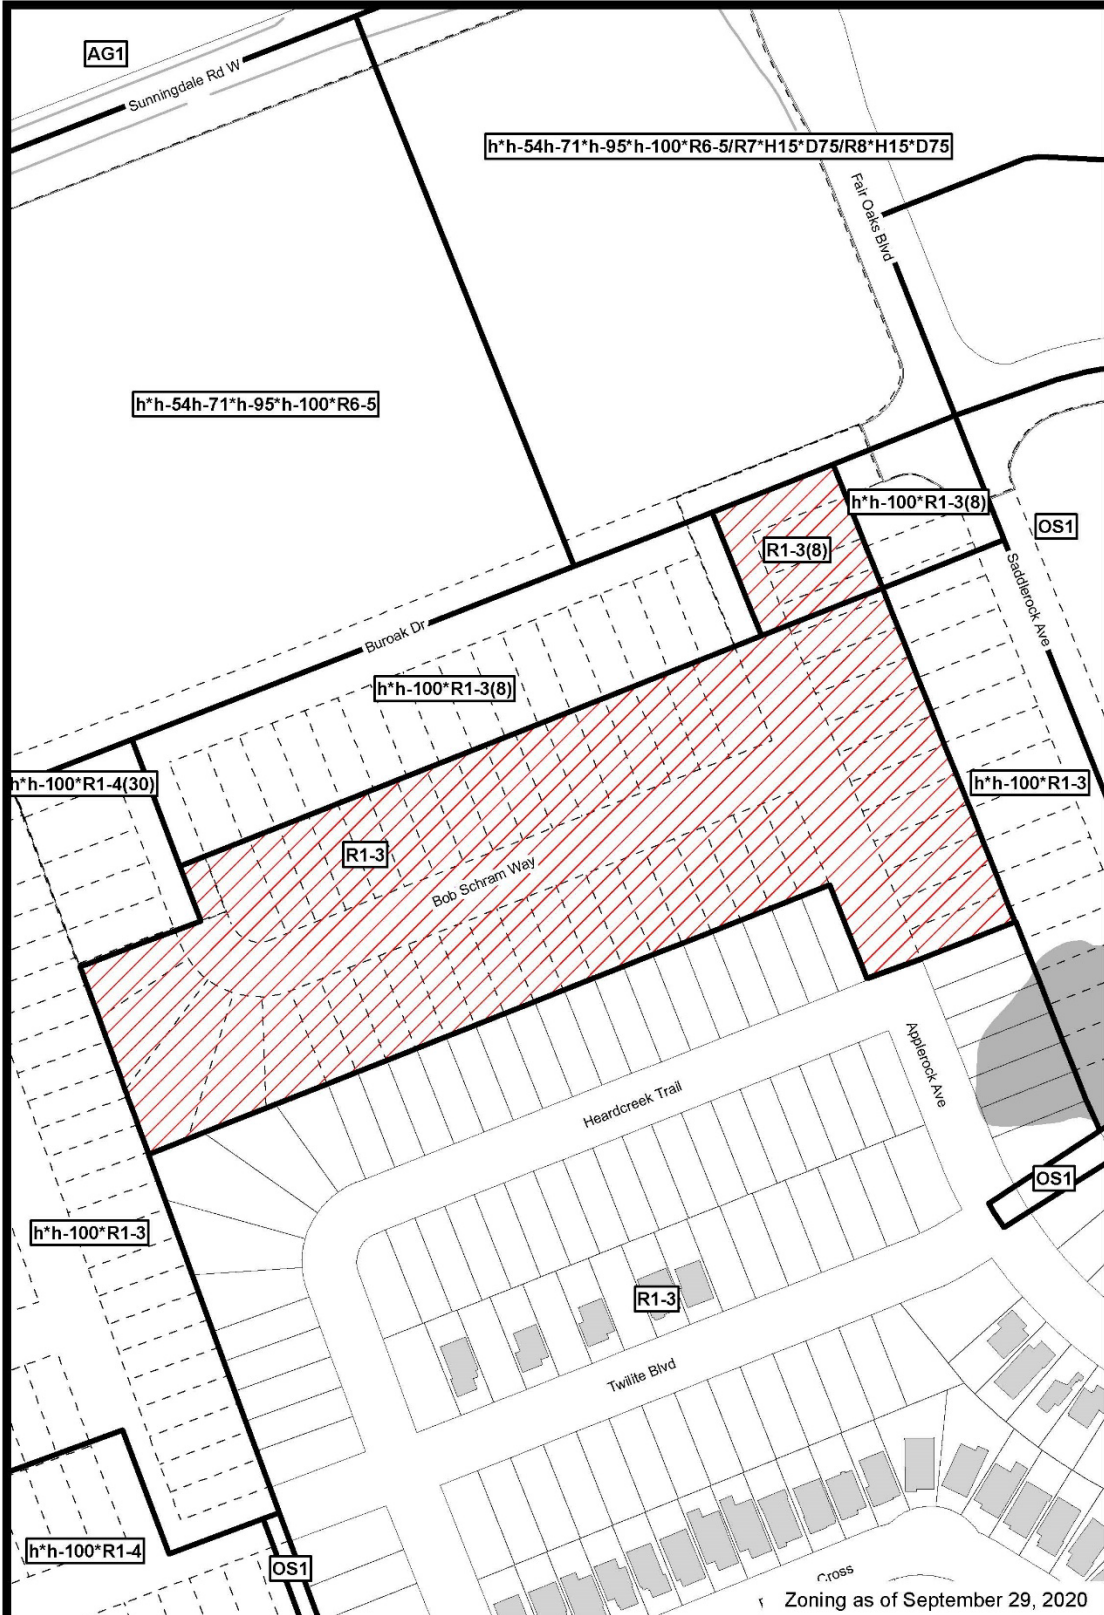 AG1
Sunningdale Rd W
h*h-54h-71*h-95*h-100*R6-5/R7*H15*D75/R8*H15*D75
Fair Oaks Blvd
h*h-54h-71*h-95*h-100*R6-5
h*h-100*R1-3(8)
OS1
R1-3(8)
Saddlerock Ave
Buroak Dr
h*h-100*R1-3(8)
h*h-100*R1-4(30)
h*h-100*R1-3
R1-3
Bob Schram Way
Applerock Ave
Heardcreek Trail
OS1
h*h-100*R1-3
R1-3
Twilite Blvd
h*h-100*R1-4
OS1
Cross
Zoning as of September 29, 2020